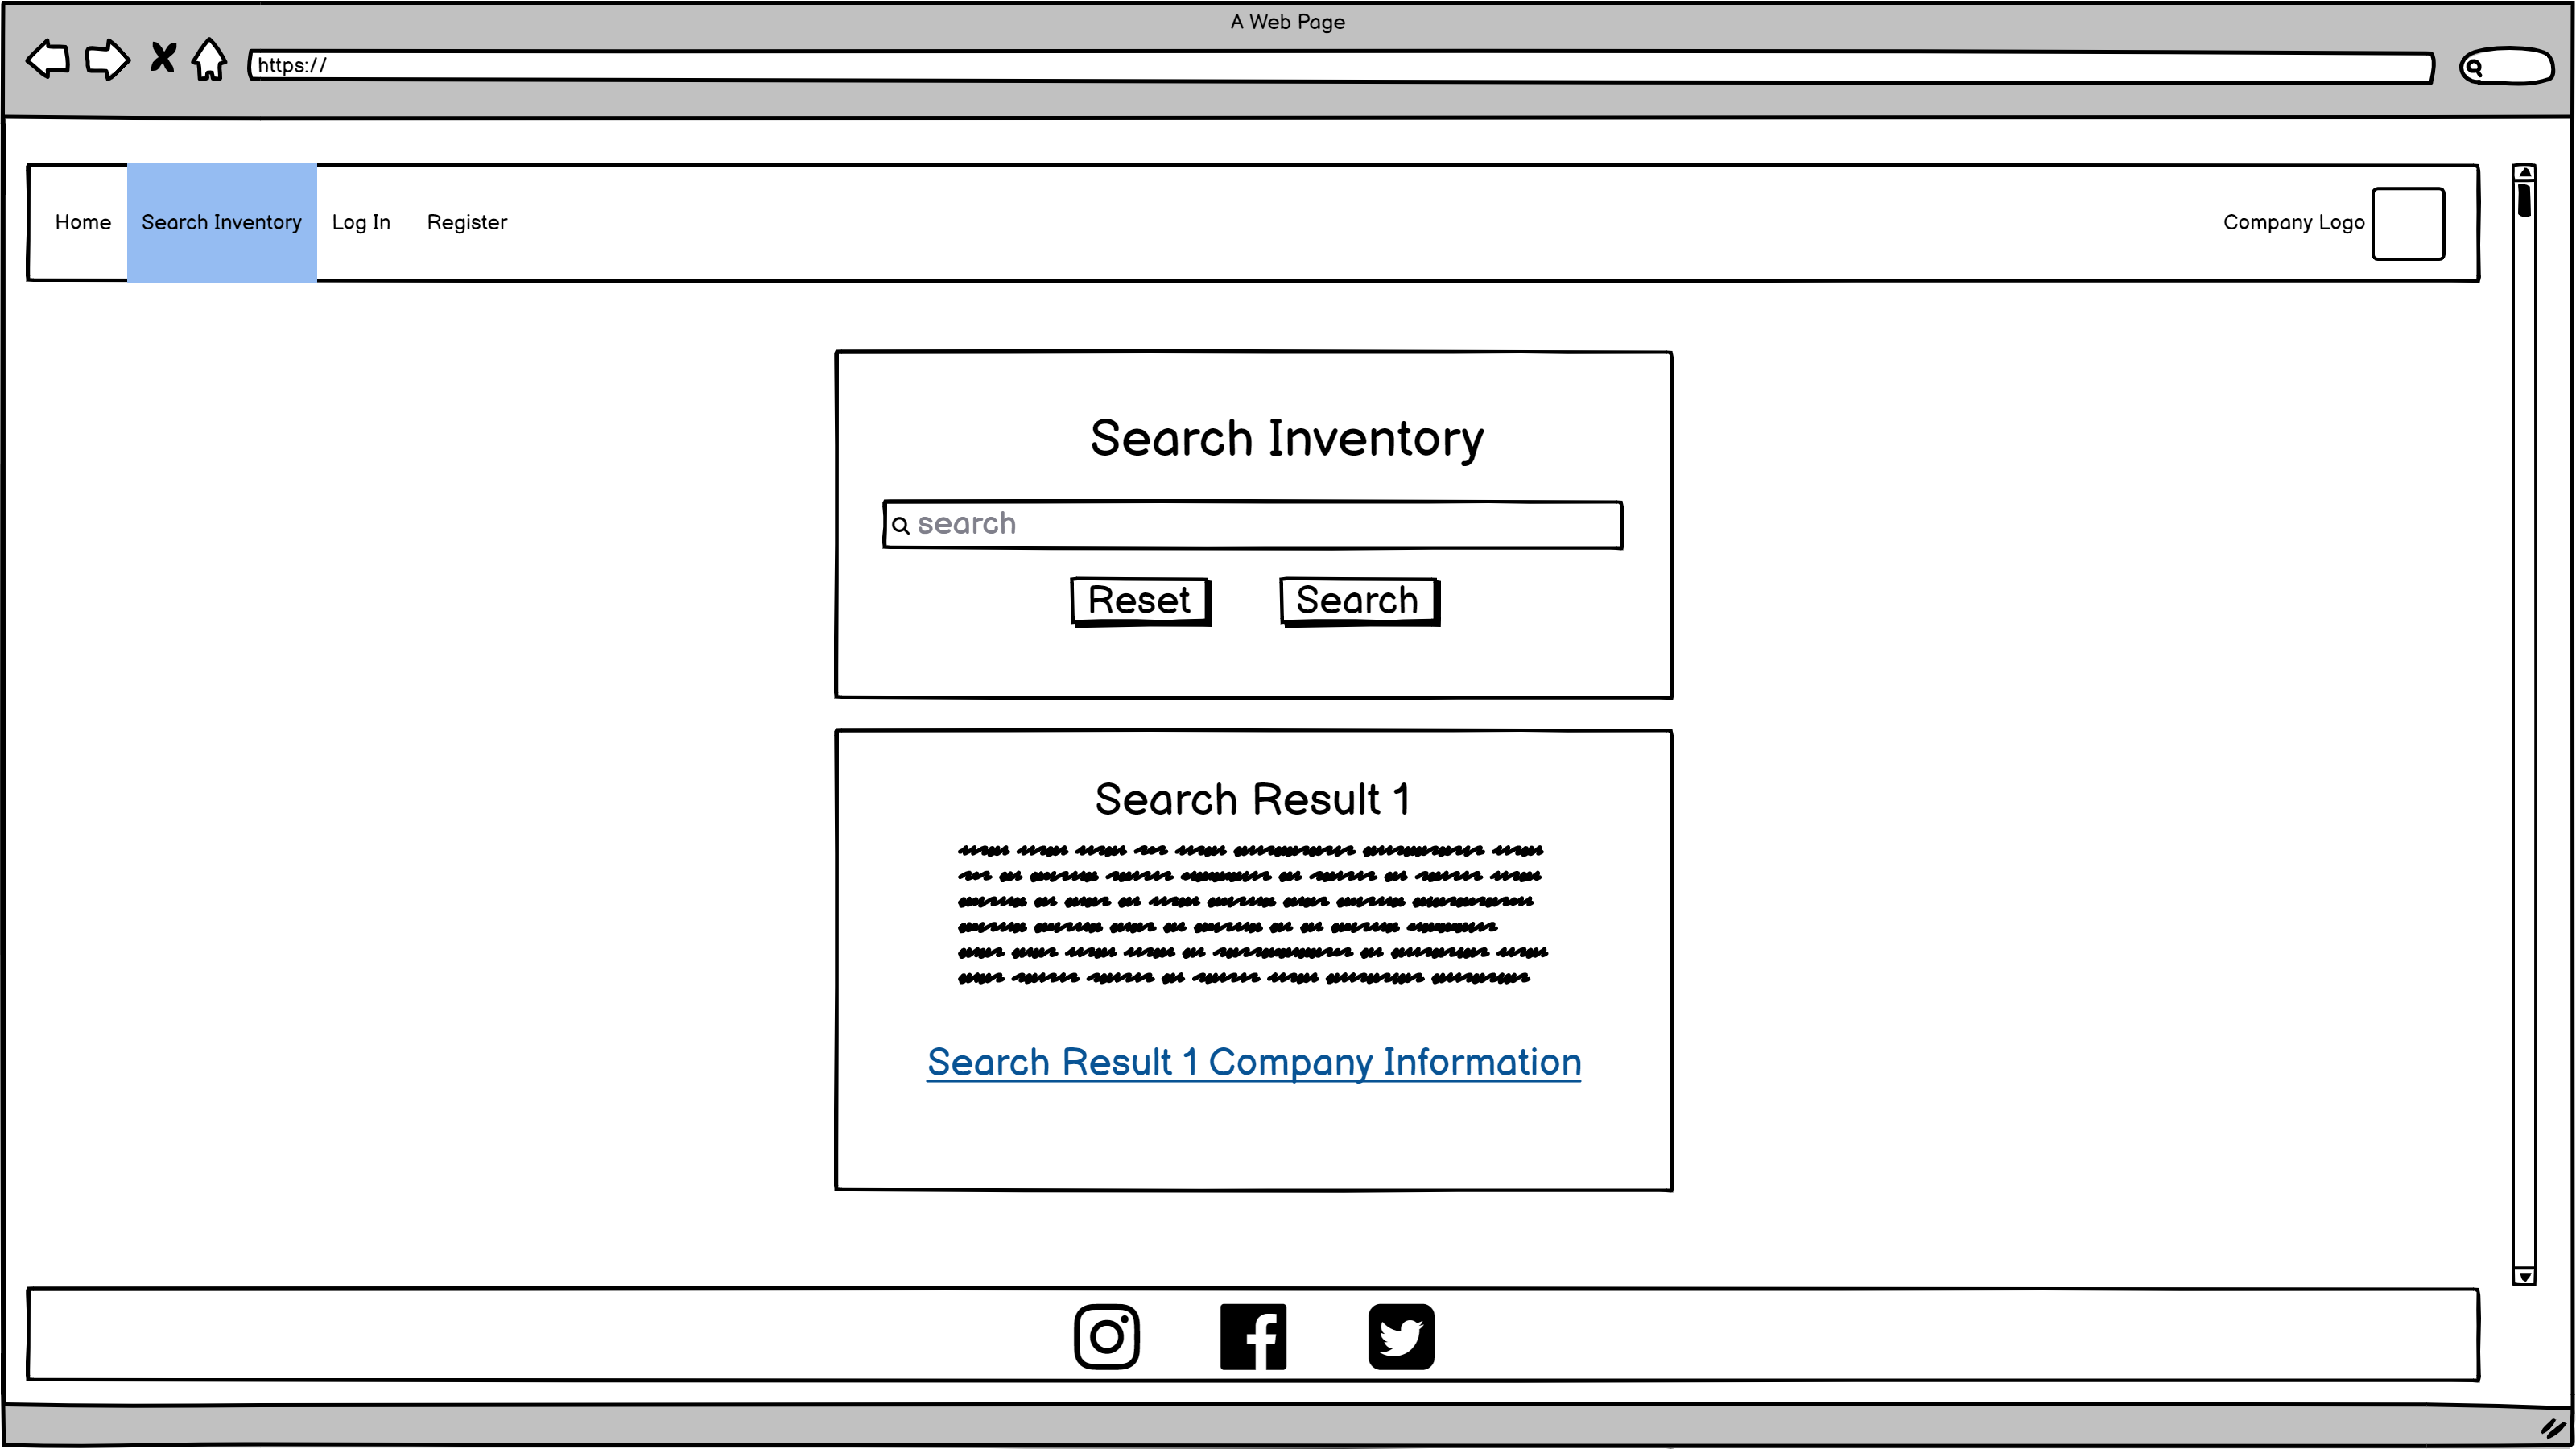 A Web Page
https://
Home Search Inventory Log In Register Company Logo
Search Inventory
search
Reset Search
Search Result 1
Search Result 1 Company Information